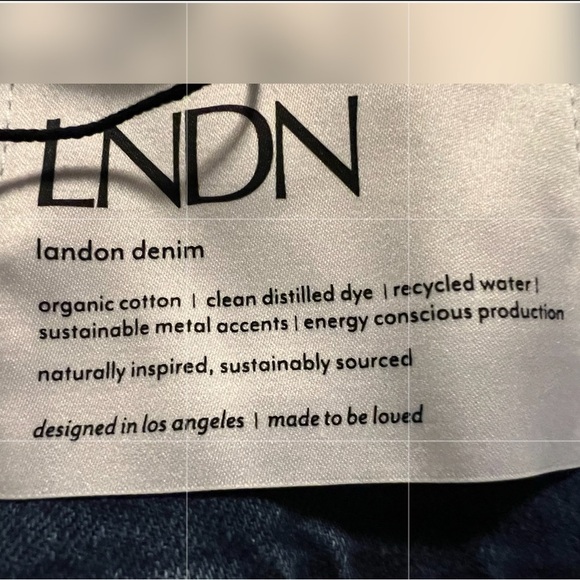 LNDN
landon denim
organic cotton | clean distilled dye | recycled water|
sustainable metal accents | energy conscious production
naturally inspired, sustainably sourced
designed in los angeles | made to be loved